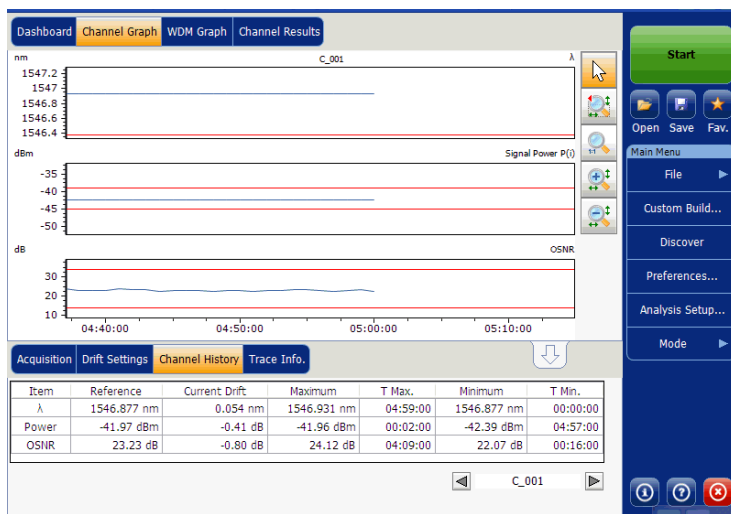 Dashboard Channel Graph WDM Graph Channel Results
nm C_001 λ
1547.2
1547
1546.8
1546.6
1546.4
dBm Signal Power P(i)
-35
-40
-45
-50
dB OSNR
30
20
10
04:40:00 04:50:00 05:00:00 05:10:00
1:1
Start
Open Save Fav.
Main Menu
File
Custom Build...
Discover
Preferences...
Analysis Setup...
Mode
Acquisition Drift Settings Channel History Trace Info.
Item Reference Current Drift Maximum T Max. Minimum T Min.
λ 1546.877 nm 0.054 nm 1546.931 nm 04:59:00 1546.877 nm 00:00:00
Power -41.97 dBm -0.41 dB -41.96 dBm 00:02:00 -42.39 dBm 04:57:00
OSNR 23.23 dB -0.80 dB 24.12 dB 04:09:00 22.07 dB 00:16:00
C_001